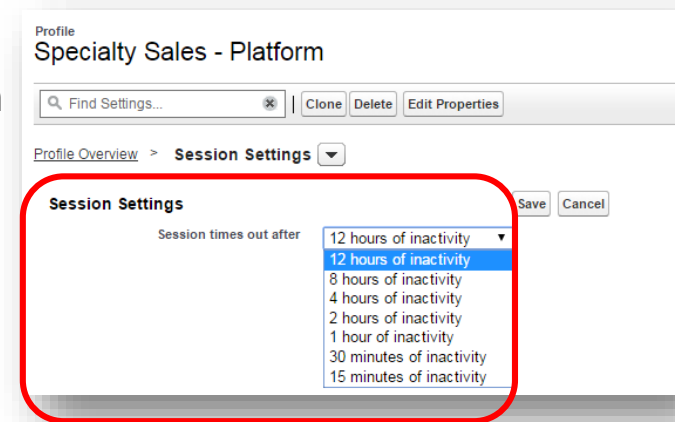 Profile
Specialty Sales - Platform
Find Settings... | Clone Delete Edit Properties
Profile Overview > Session Settings
Session Settings Save Cancel
Session times out after 12 hours of inactivity
12 hours of inactivity
8 hours of inactivity
4 hours of inactivity
2 hours of inactivity
1 hour of inactivity
30 minutes of inactivity
15 minutes of inactivity